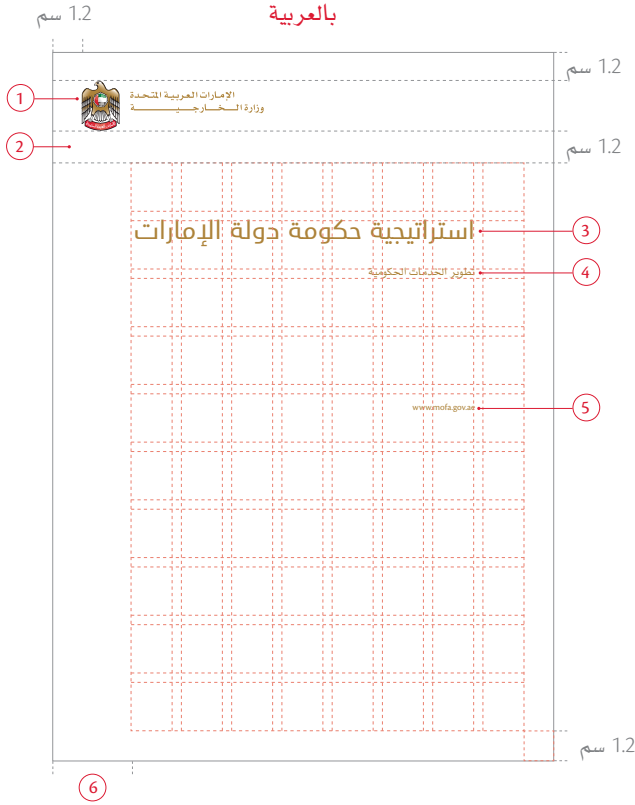 بالعربية
1.2 سم
1.2 سم
1
الإمارات العربية المتحدة
وزارة الــخــارجــيــــــة
1.2 سم
2
استراتيجية حكومة دولة الإمارات
3
تطوير الخدمات الحكومية
4
www.mofa.gov.ae
5
1.2 سم
6